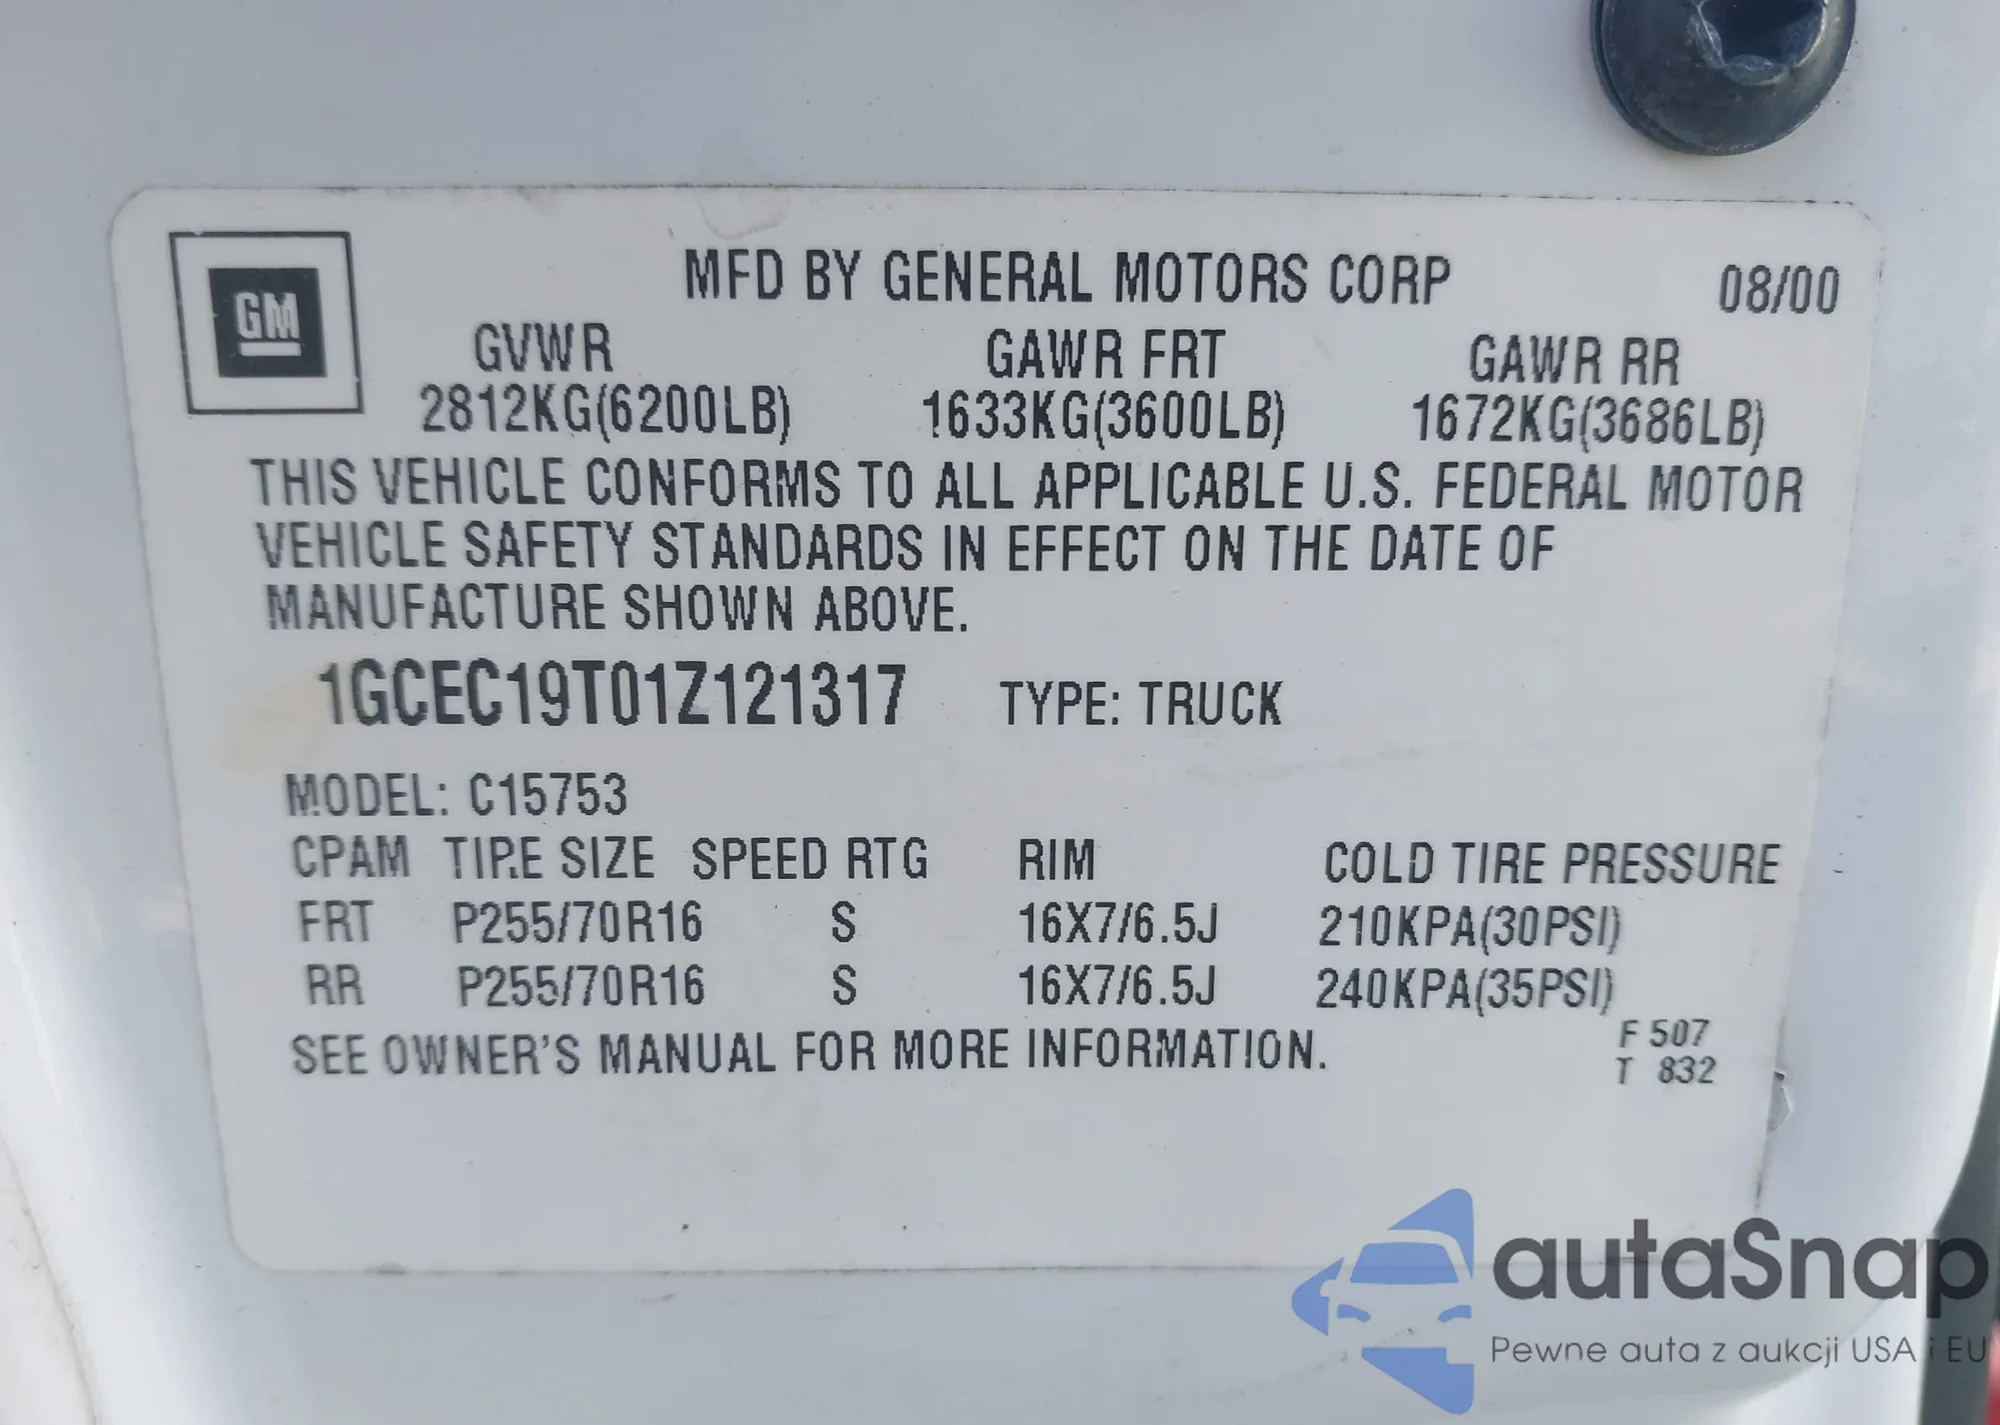 GM
MFD BY GENERAL MOTORS CORP 08/00
GVWR GAWR FRT GAWR RR
2812KG(6200LB) 1633KG(3600LB) 1672KG(3686LB)
THIS VEHICLE CONFORMS TO ALL APPLICABLE U.S. FEDERAL MOTOR
VEHICLE SAFETY STANDARDS IN EFFECT ON THE DATE OF
MANUFACTURE SHOWN ABOVE.
1GCEC19T01Z121317 TYPE: TRUCK
MODEL: C15753
CPAM TIRE SIZE SPEED RTG RIM COLD TIRE PRESSURE
FRT P255/70R16 S 16X7/6.5J 210KPA(30PSI)
RR P255/70R16 S 16X7/6.5J 240KPA(35PSI)
SEE OWNER'S MANUAL FOR MORE INFORMATION.
F 507
T 832
autaSnap
Pewne auta z aukcji USA i EU